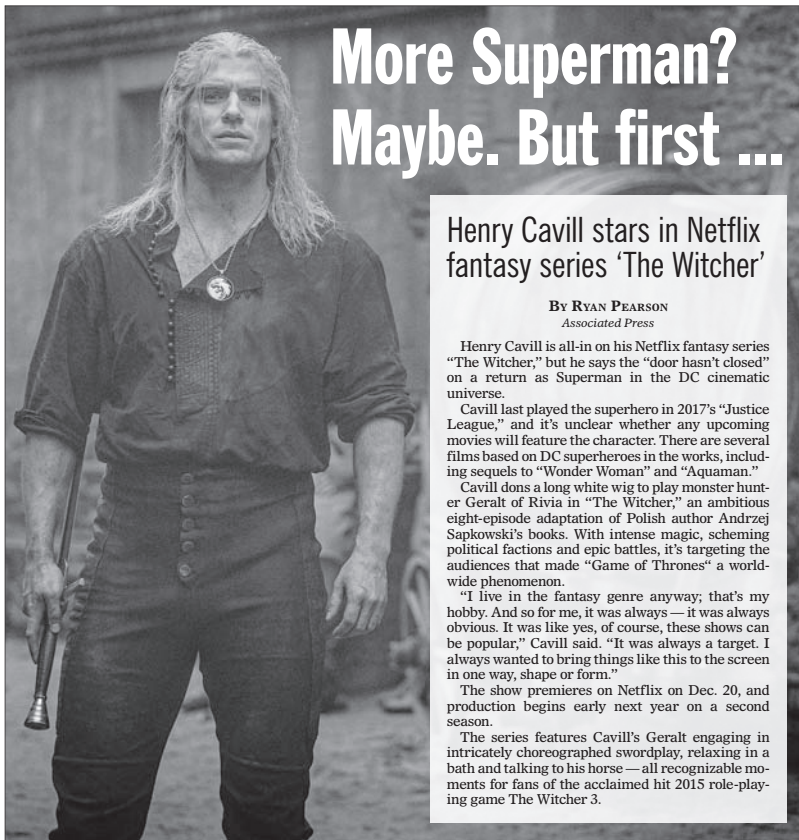 More Superman?
Maybe. But first ...
Henry Cavill stars in Netflix
fantasy series ‘The Witcher’
By Ryan Pearson
Associated Press
Henry Cavill is all-in on his Netflix fantasy series
“The Witcher,” but he says the “door hasn’t closed”
on a return as Superman in the DC cinematic
universe.
Cavill last played the superhero in 2017’s “Justice
League,” and it’s unclear whether any upcoming
movies will feature the character. There are several
films based on DC superheroes in the works, includ-
ing sequels to “Wonder Woman” and “Aquaman.”
Cavill dons a long white wig to play monster hunt-
er Geralt of Rivia in “The Witcher,” an ambitious
eight-episode adaptation of Polish author Andrzej
Sapkowski’s books. With intense magic, scheming
political factions and epic battles, it’s targeting the
audiences that made “Game of Thrones“ a world-
wide phenomenon.
“I live in the fantasy genre anyway; that’s my
hobby. And so for me, it was always — it was always
obvious. It was like yes, of course, these shows can
be popular,” Cavill said. “It was always a target. I
always wanted to bring things like this to the screen
in one way, shape or form.”
The show premieres on Netflix on Dec. 20, and
production begins early next year on a second
season.
The series features Cavill’s Geralt engaging in
intricately choreographed swordplay, relaxing in a
bath and talking to his horse — all recognizable mo-
ments for fans of the acclaimed hit 2015 role-play-
ing game The Witcher 3.